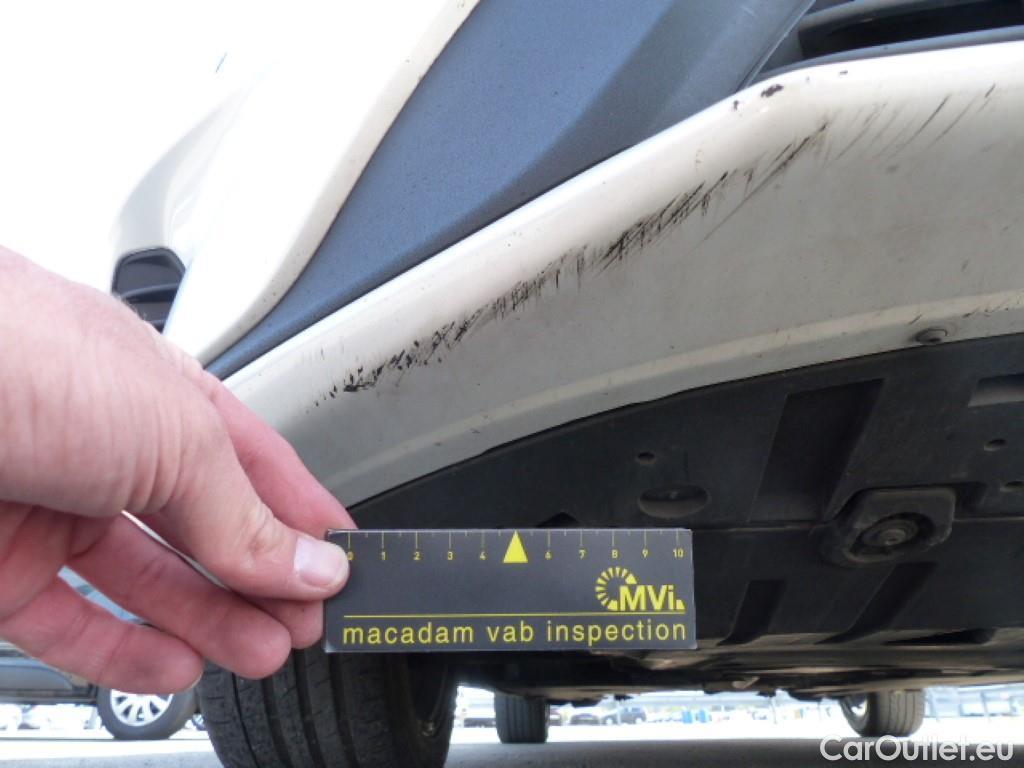 0 1 2 3 4 6 7 8 9 10
MVi.
macadam vab inspection
CarOutlet.eu